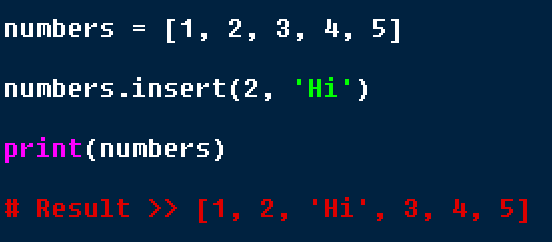 numbers = [1, 2, 3, 4, 5]
numbers.insert(2, 'Hi')
print(numbers)
# Result >> [1, 2, 'Hi', 3, 4, 5]